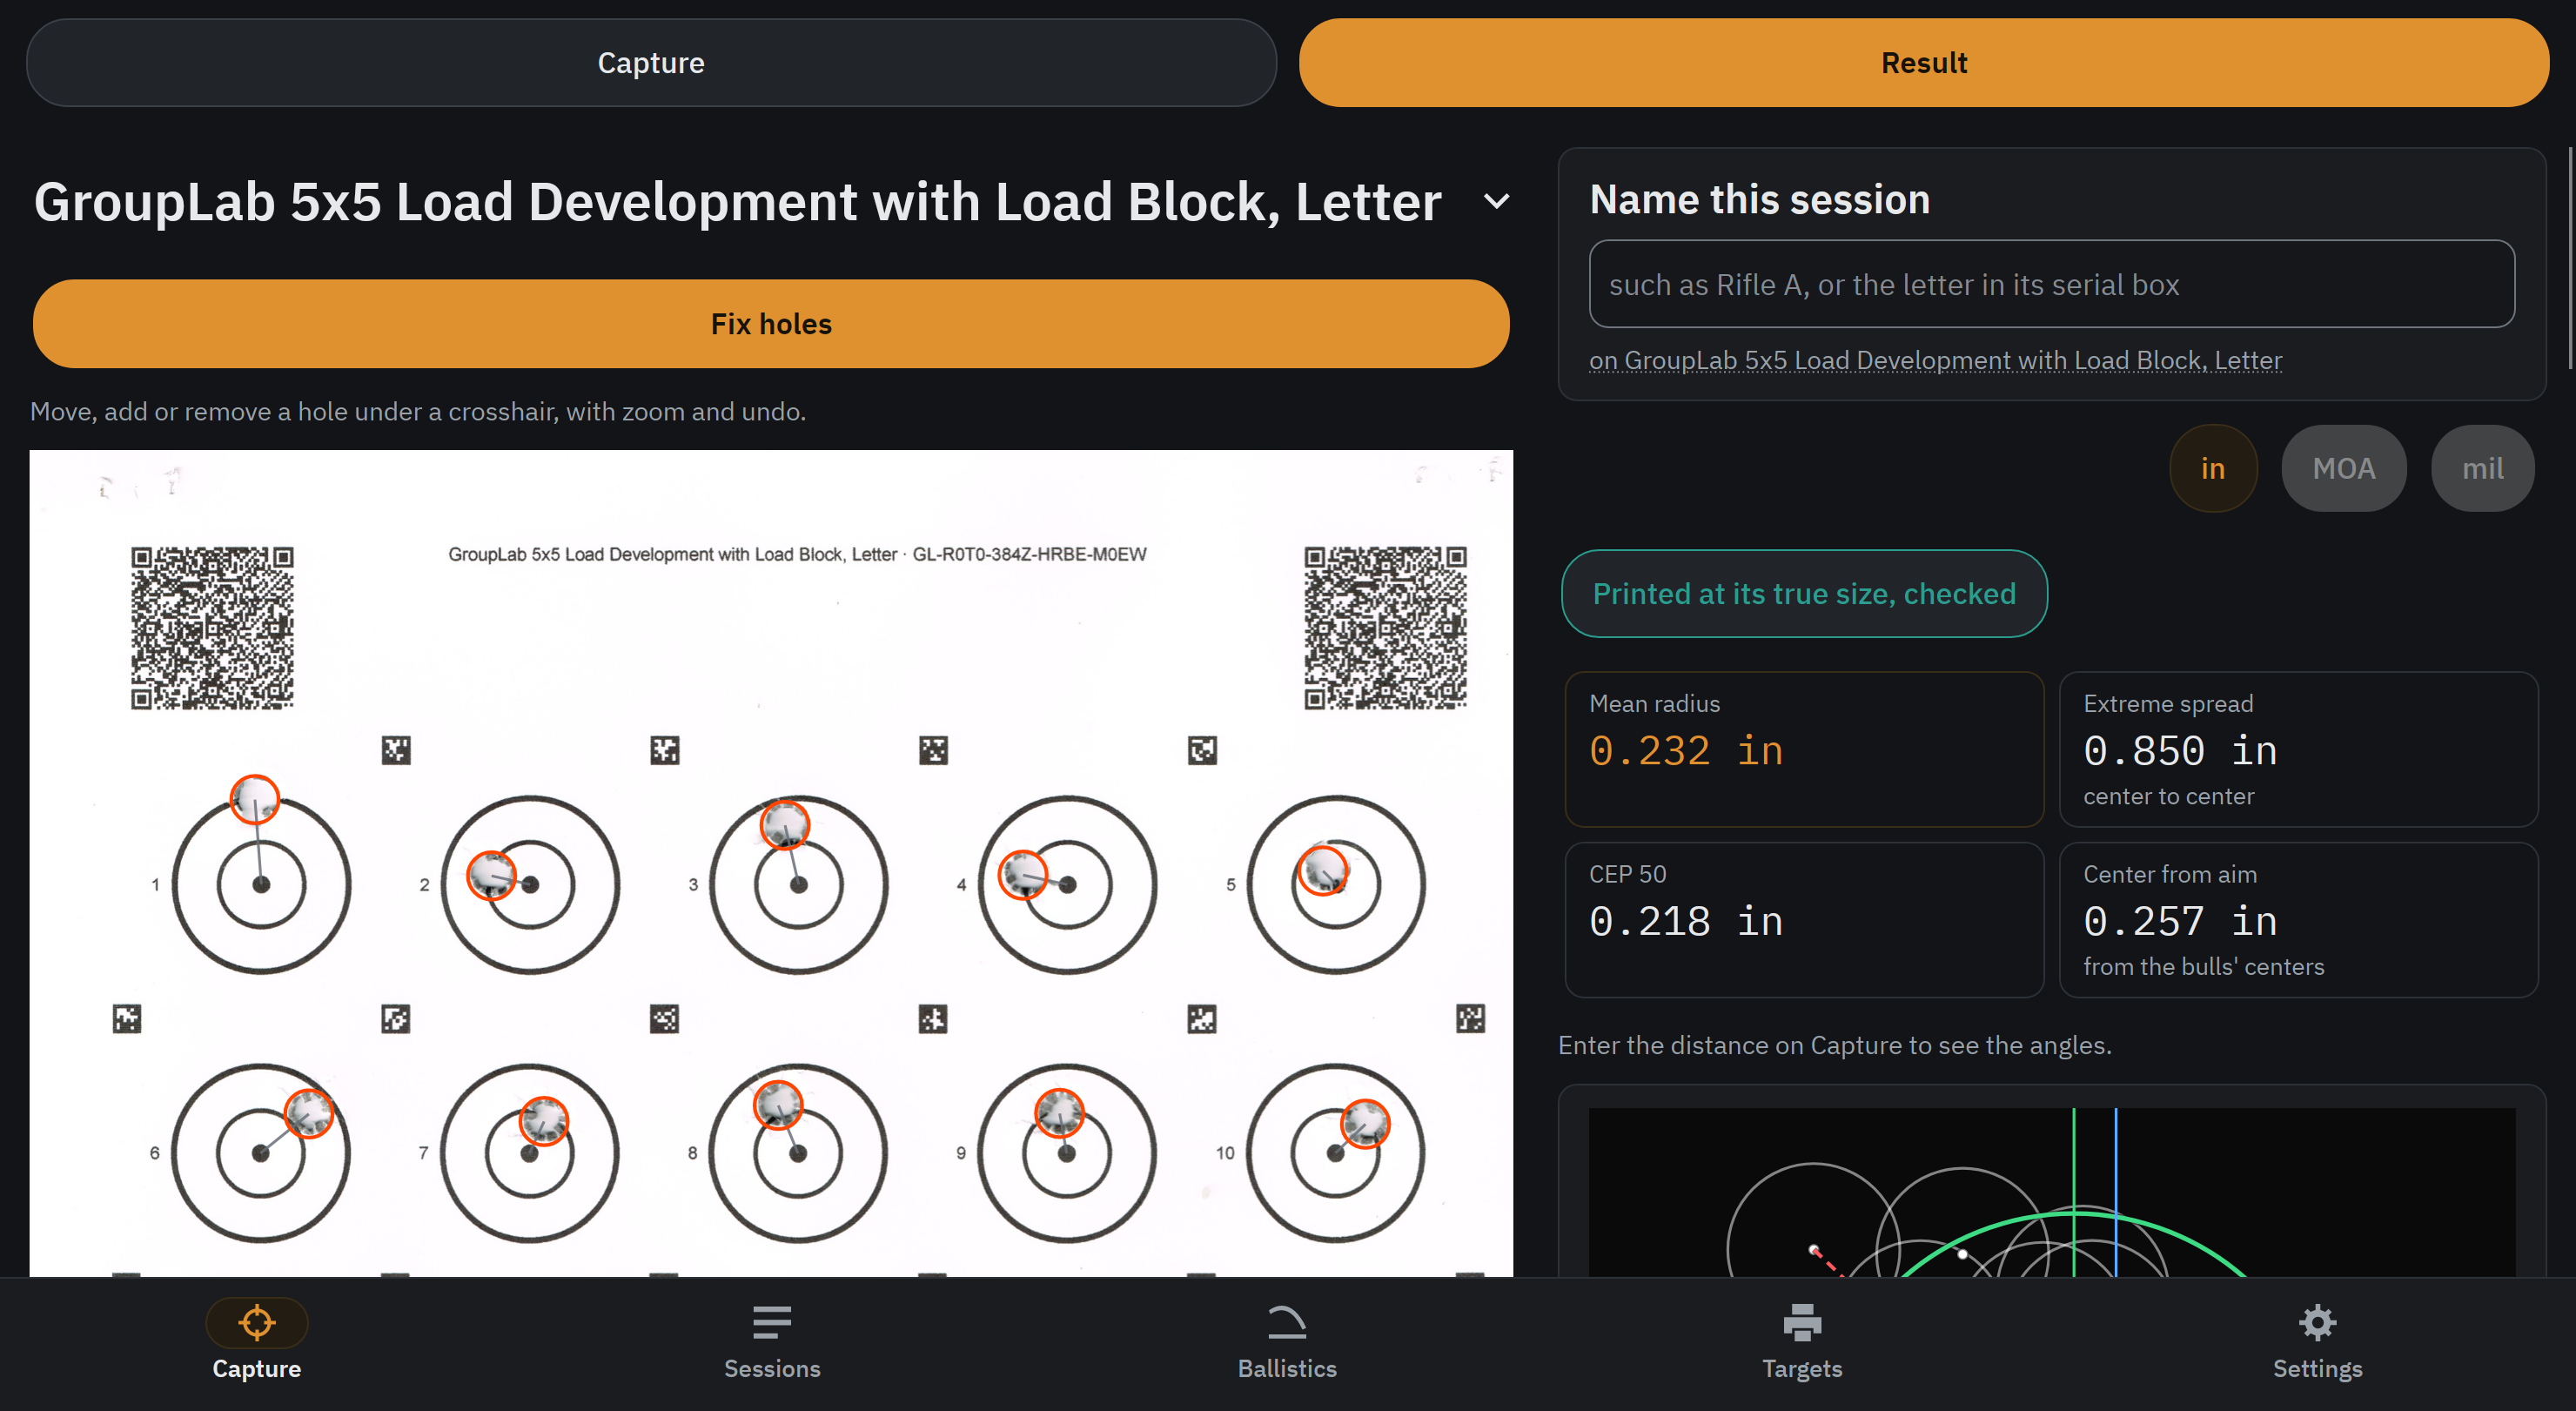 Capture
Result
GroupLab 5x5 Load Development with Load Block, Letter
Fix holes
Move, add or remove a hole under a crosshair, with zoom and undo.
GroupLab 5x5 Load Development with Load Block, Letter · GL-R0T0-384Z-HRBE-M0EW
1
2
3
4
5
6
7
8
9
10
Name this session
such as Rifle A, or the letter in its serial box
on GroupLab 5x5 Load Development with Load Block, Letter
in
MOA
mil
Printed at its true size, checked
Mean radius
0.232 in
Extreme spread
0.850 in
center to center
CEP 50
0.218 in
Center from aim
0.257 in
from the bulls' centers
Enter the distance on Capture to see the angles.
Capture
Sessions
Ballistics
Targets
Settings